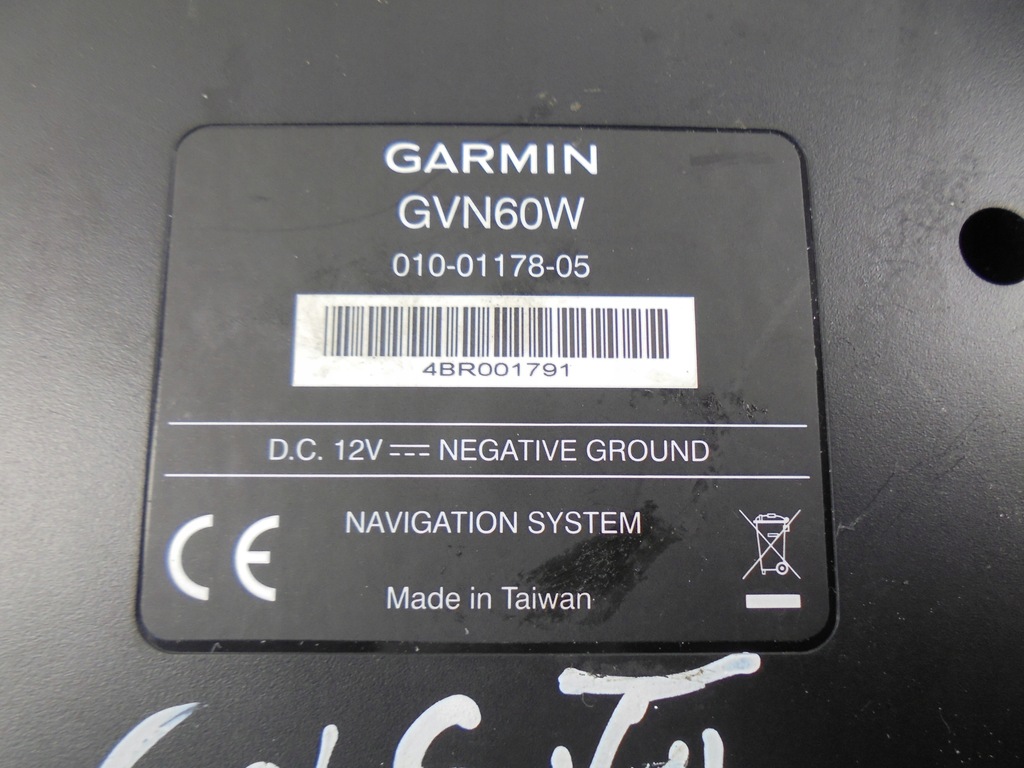 GARMIN
GVN60W
010-01178-05
4BR001791
D.C. 12V ⎓ NEGATIVE GROUND
CE
NAVIGATION SYSTEM
Made in Taiwan